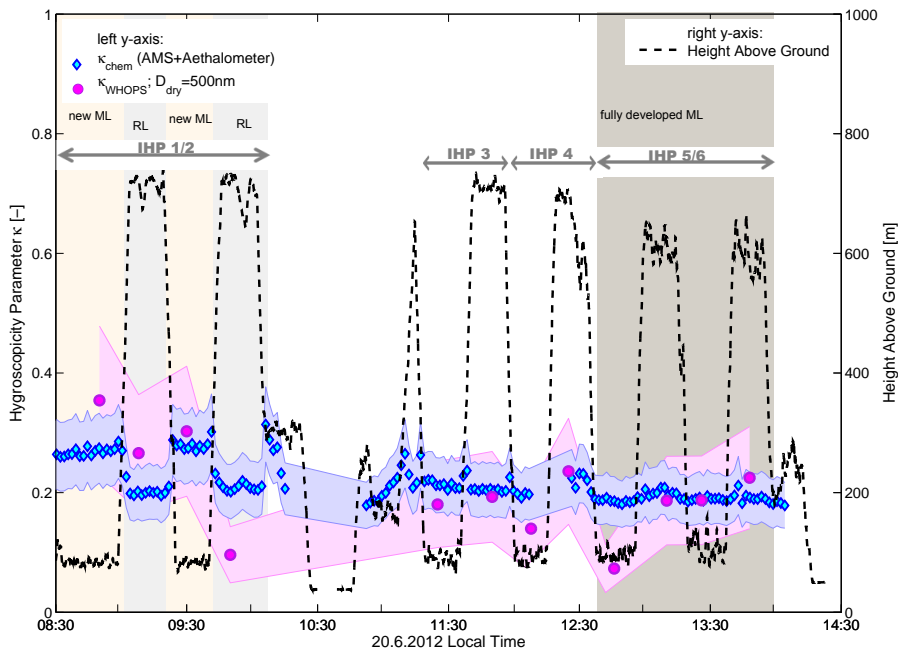 1
1000
left y-axis:
κchem (AMS+Aethalometer)
κWHOPS; Ddry=500nm
right y-axis:
Height Above Ground
new ML
RL
new ML
RL
fully developed ML
IHP 1/2
IHP 3
IHP 4
IHP 5/6
0.8
0.6
0.4
0.2
0
Hygroscopicity Parameter κ [–]
800
600
400
200
0
Height Above Ground [m]
08:30
09:30
10:30
11:30
12:30
13:30
14:30
20.6.2012 Local Time